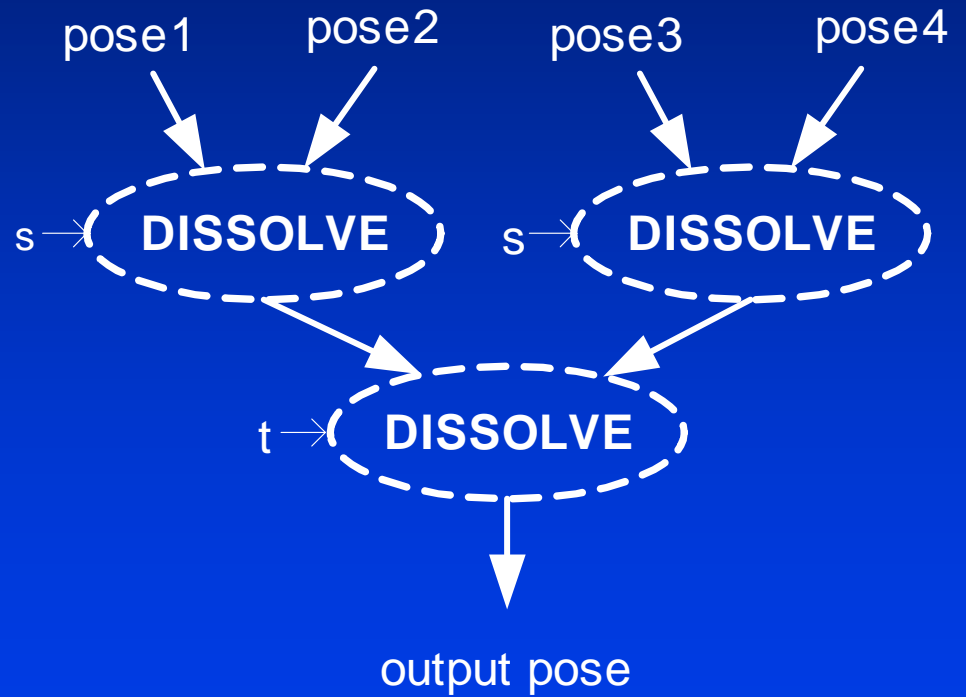 pose1 pose2 pose3 pose4
s DISSOLVE s DISSOLVE
t DISSOLVE
output pose